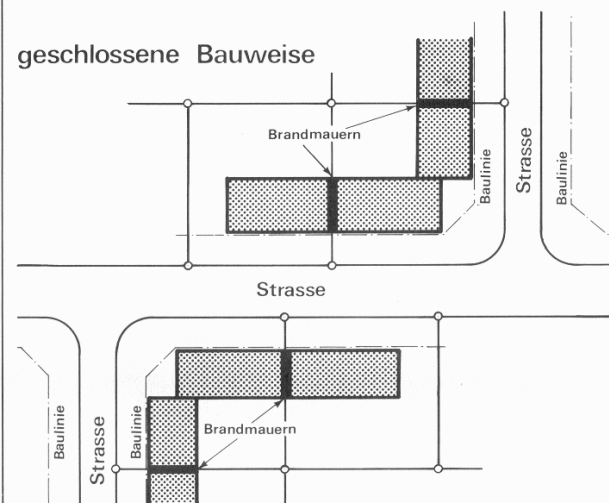 geschlossene Bauweise
Brandmauern
Baulinie
Strasse
Baulinie
Strasse
Baulinie
Strasse
Baulinie
Brandmauern